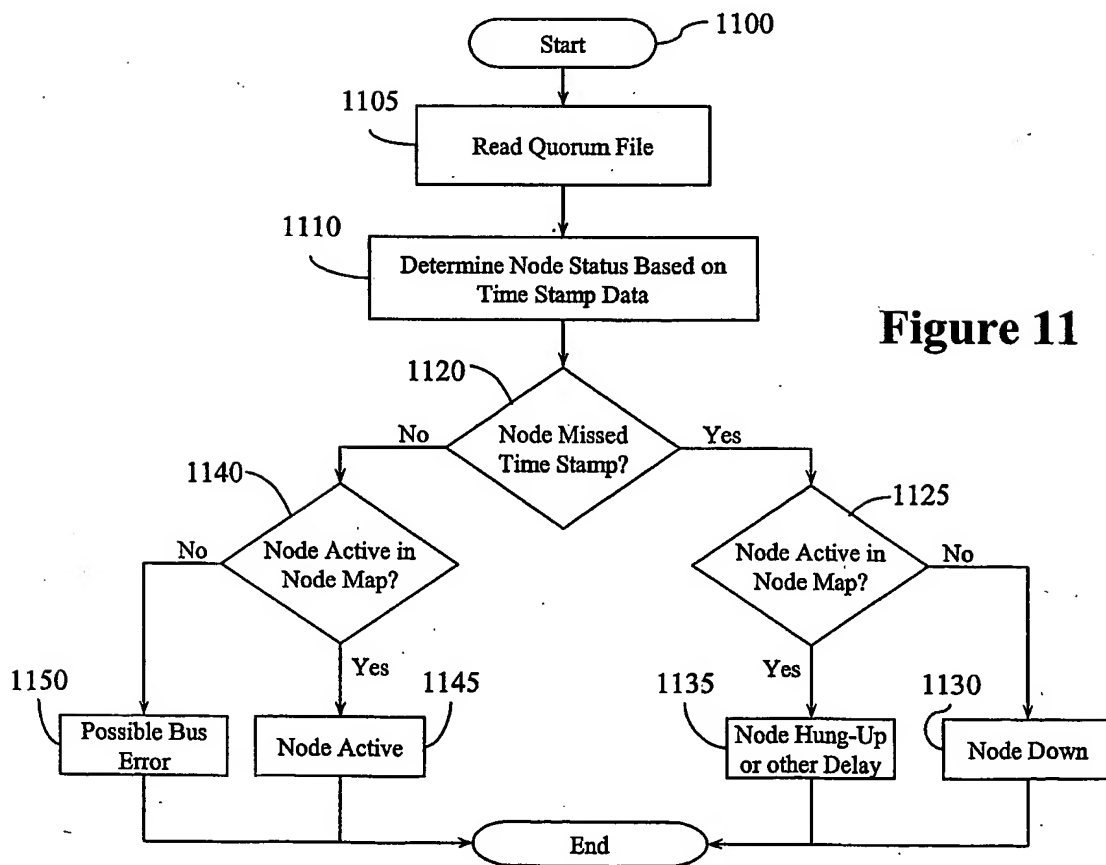 1100
Start
1105
Read Quorum File
1110
Determine Node Status Based on
Time Stamp Data
Figure 11
1120
No
Node Missed
Time Stamp?
Yes
1140
1125
No
Node Active in
Node Map?
Node Active in
Node Map?
No
Yes
Yes
1150
1145
1135
1130
Possible Bus
Error
Node Active
Node Hung-Up
or other Delay
Node Down
End